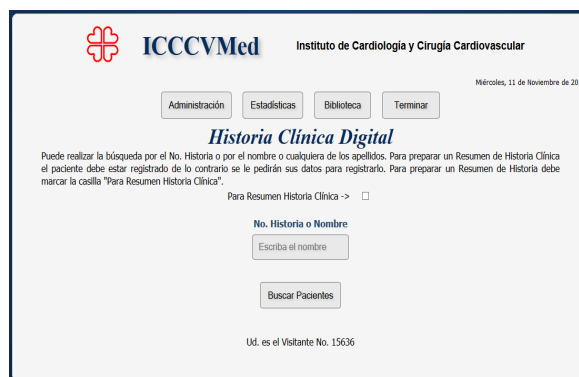 ICCCVMed Instituto de Cardiología y Cirugía Cardiovascular
Miércoles, 11 de Noviembre de 20
Administración Estadísticas Biblioteca Terminar
Historia Clínica Digital
Puede realizar la búsqueda por el No. Historia o por el nombre o cualquiera de los apellidos. Para preparar un Resumen de Historia Clínica
el paciente debe estar registrado de lo contrario se le pedirán sus datos para registrarlo. Para preparar un Resumen de Historia debe
marcar la casilla "Para Resumen Historia Clínica".
Para Resumen Historia Clínica ->
No. Historia o Nombre
Escriba el nombre
Buscar Pacientes
Ud. es el Visitante No. 15636